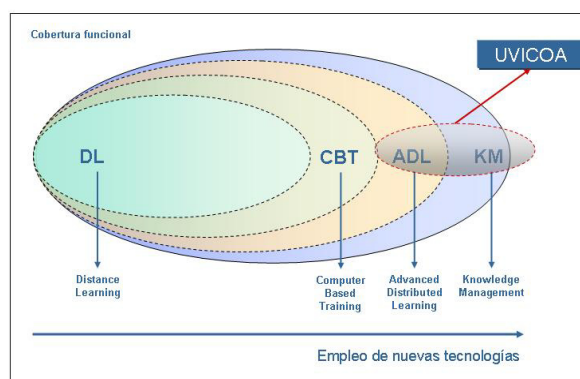 Cobertura funcional
UVICOA
DL
CBT
ADL
KM
Distance
Learning
Computer
Based
Training
Advanced
Distributed
Learning
Knowledge
Management
Empleo de nuevas tecnologías